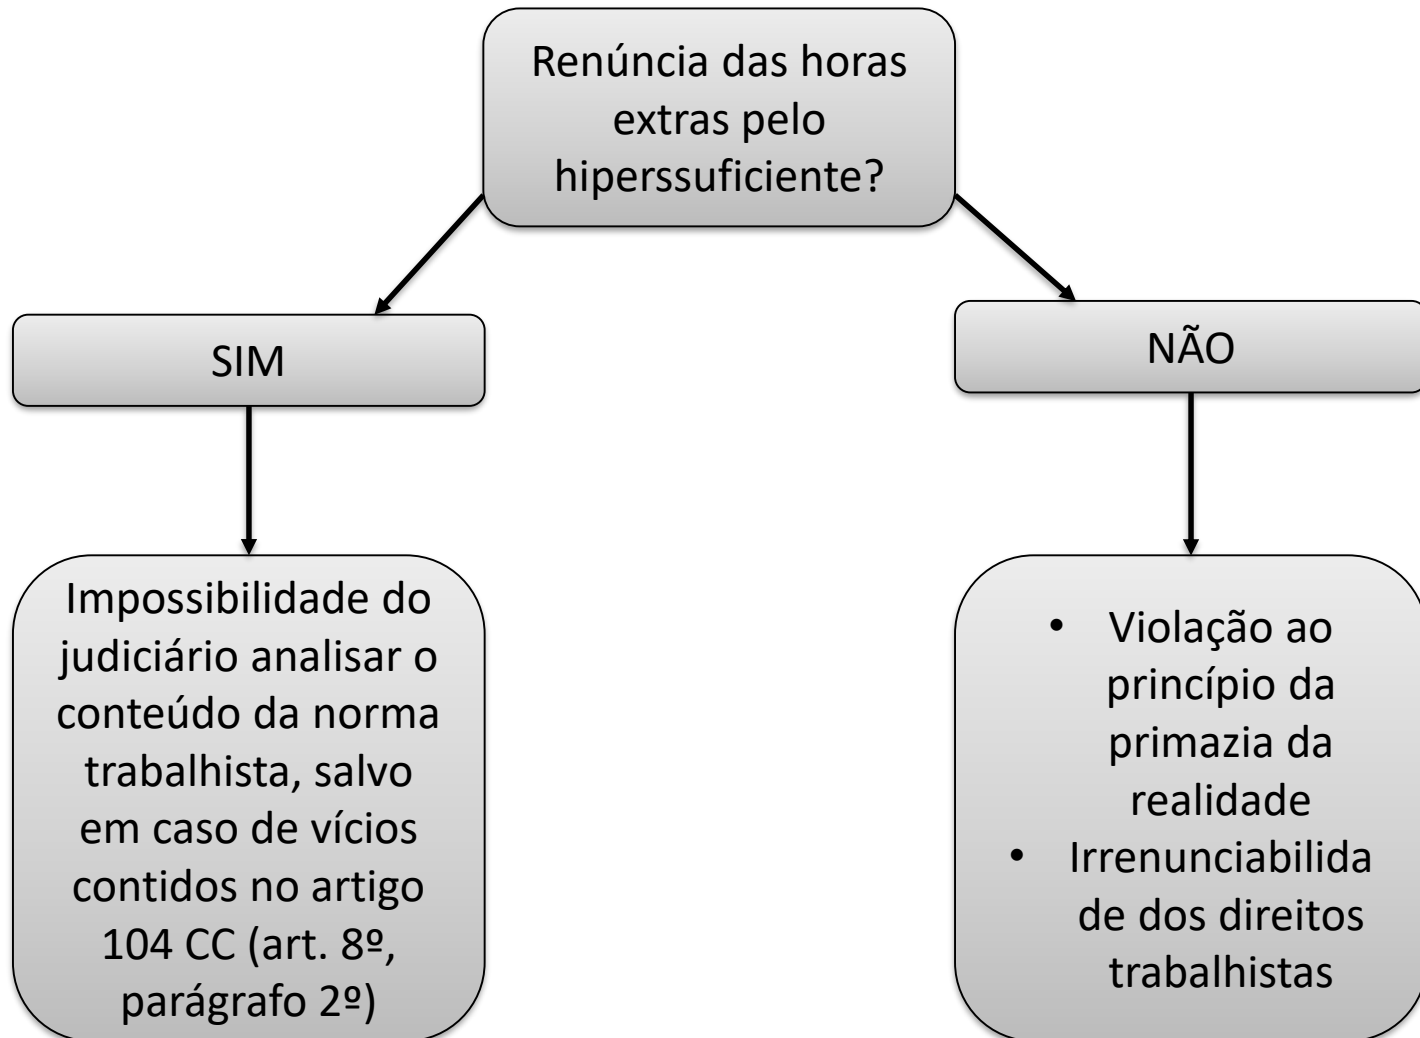 Renúncia das horas
extras pelo
hiperssuficiente?
SIM
NÃO
Impossibilidade do
judiciário analisar o
conteúdo da norma
trabalhista, salvo
em caso de vícios
contidos no artigo
104 CC (art. 8º,
parágrafo 2º)
• Violação ao
princípio da
primazia da
realidade
• Irrenunciabilida
de dos direitos
trabalhistas